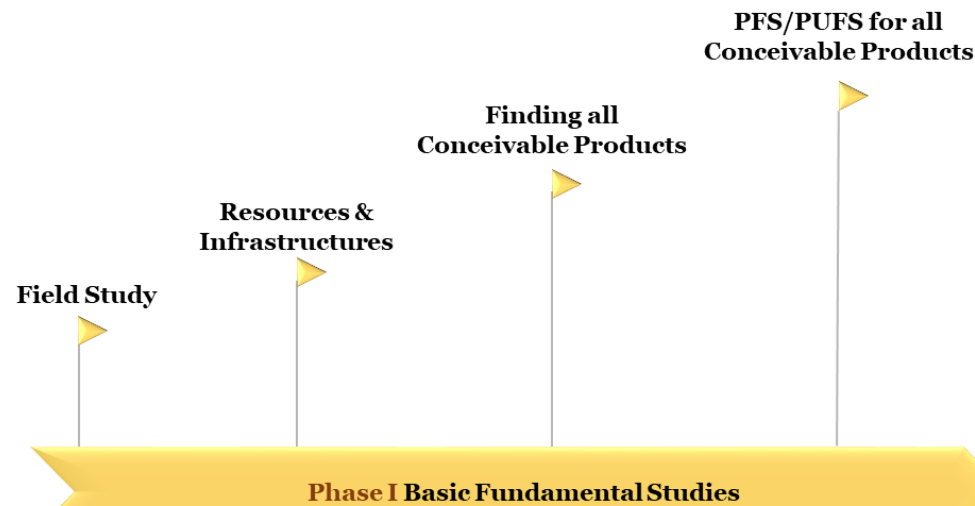 PFS/PUFS for all
Conceivable Products
Finding all
Conceivable Products
Resources &
Infrastructures
Field Study
Phase I Basic Fundamental Studies